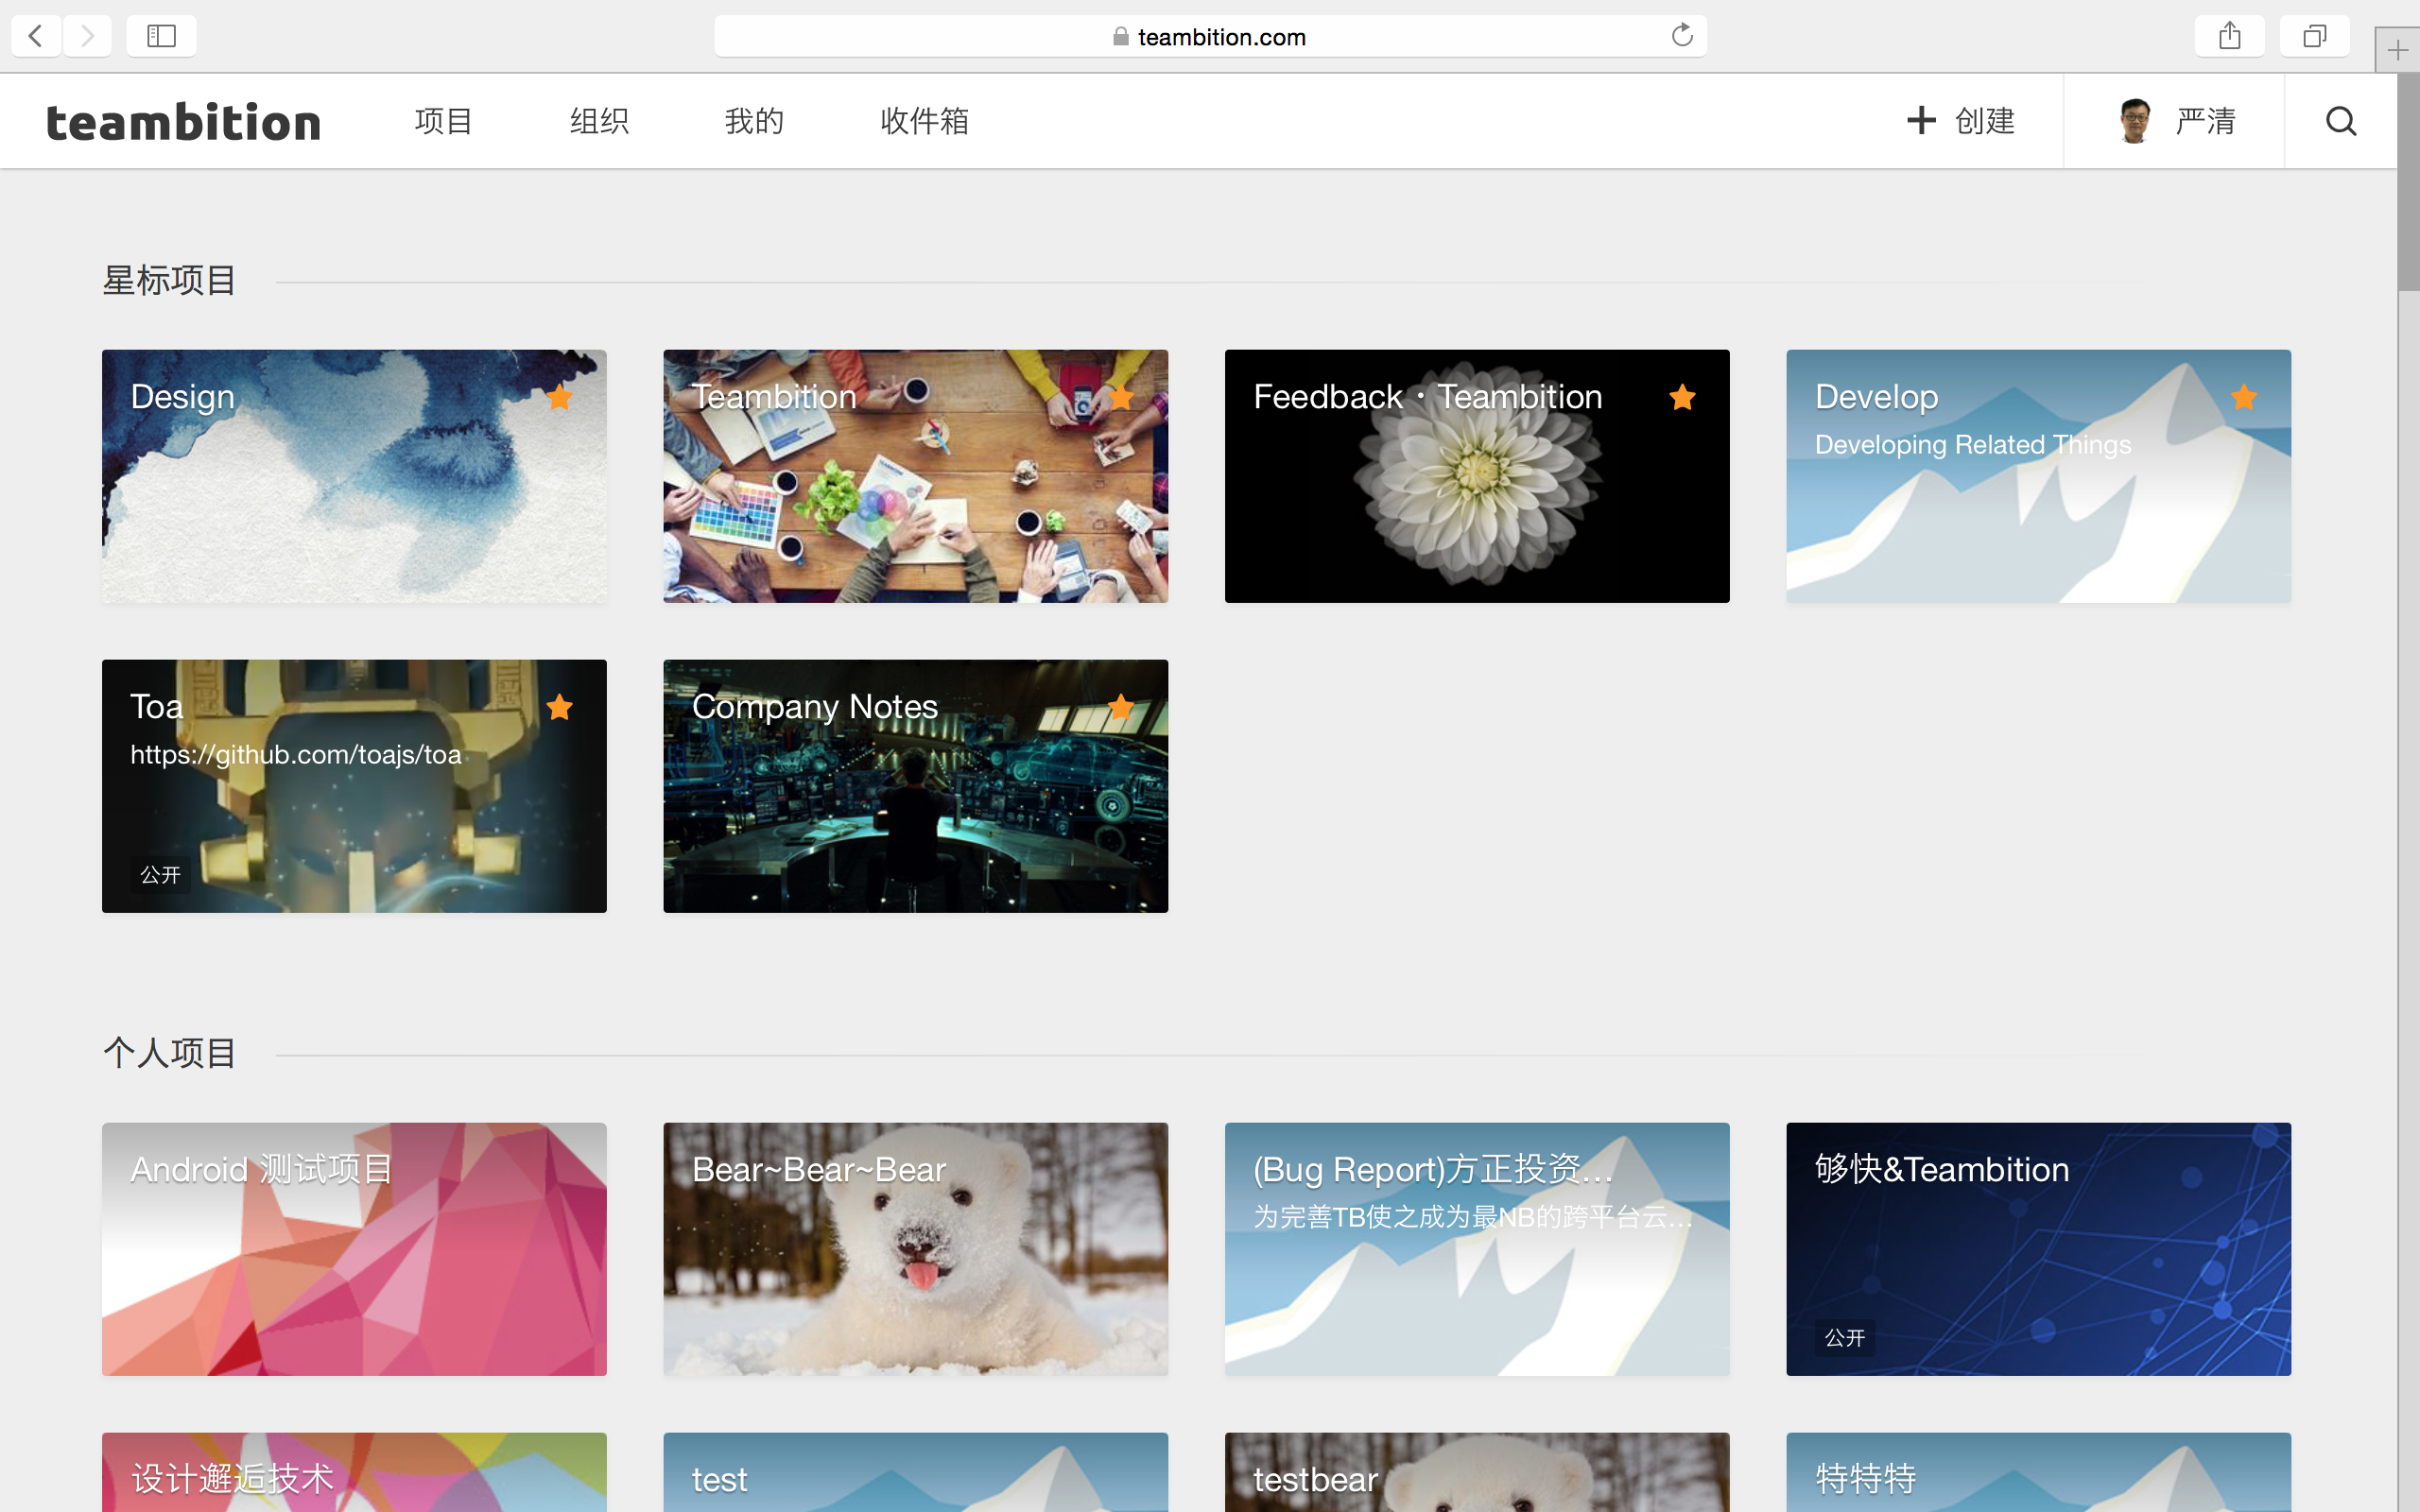 teambition.com
teambition
项目
组织
我的
收件箱
创建
严清
星标项目
Design
Teambition
Feedback・Teambition
Develop
Developing Related Things
Toa
https://github.com/toajs/toa
公开
Company Notes
个人项目
Android 测试项目
Bear~Bear~Bear
(Bug Report)方正投资...
为完善TB使之成为最NB的跨平台云...
够快&Teambition
公开
设计邂逅技术
test
testbear
特特特